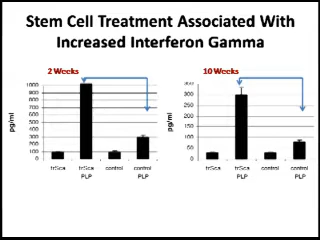 Stem Cell Treatment Associated With
Increased Interferon Gamma
2 Weeks
10 Weeks
pg/ml
1000
900
800
700
600
500
400
300
200
100
0
trSca
trSca
control
control
PLP
PLP
pg/ml
350
300
250
200
150
100
50
0
trSca
trSca
control
control
PLP
PLP